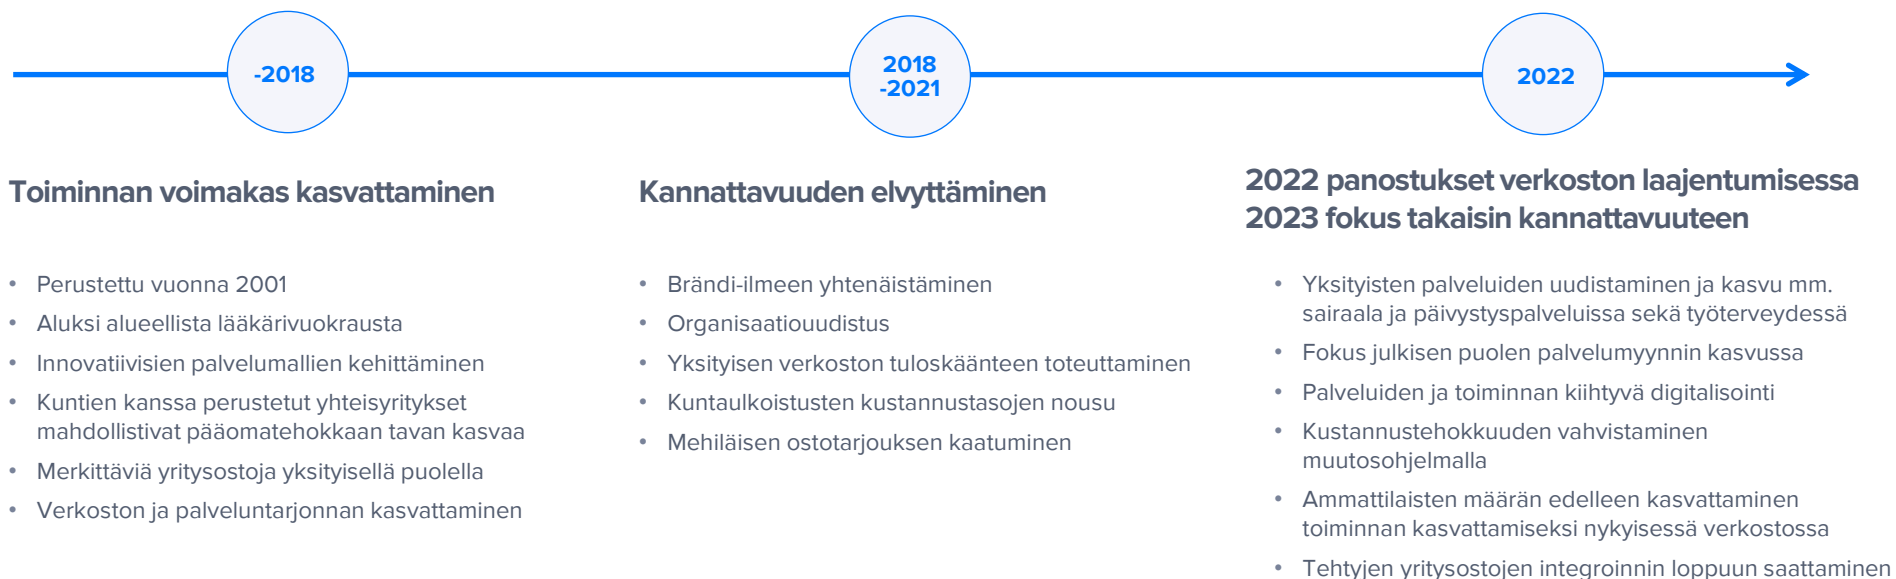 -2018
2018
-2021
2022
Toiminnan voimakas kasvattaminen
• Perustettu vuonna 2001
• Aluksi alueellista lääkärivuokrausta
• Innovatiivisien palvelumallien kehittäminen
• Kuntien kanssa perustetut yhteisyritykset
mahdollistivat pääomatehokkaan tavan kasvaa
• Merkittäviä yritysostoja yksityisellä puolella
• Verkoston ja palveluntarjonnan kasvattaminen
Kannattavuuden elvyttäminen
• Brändi-ilmeen yhtenäistäminen
• Organisaatiouudistus
• Yksityisen verkoston tuloskäänteen toteuttaminen
• Kuntaulkoistusten kustannustasojen nousu
• Mehiläisen ostotarjouksen kaatuminen
2022 panostukset verkoston laajentumisessa
2023 fokus takaisin kannattavuuteen
• Yksityisten palveluiden uudistaminen ja kasvu mm.
sairaala ja päivystyspalveluissa sekä työterveydessä
• Fokus julkisen puolen palvelumyynnin kasvussa
• Palveluiden ja toiminnan kiihtyvä digitalisointi
• Kustannustehokkuuden vahvistaminen
muutosohjelmalla
• Ammattilaisten määrän edelleen kasvattaminen
toiminnan kasvattamiseksi nykyisessä verkostossa
• Tehtyjen yritysostojen integroinnin loppuun saattaminen